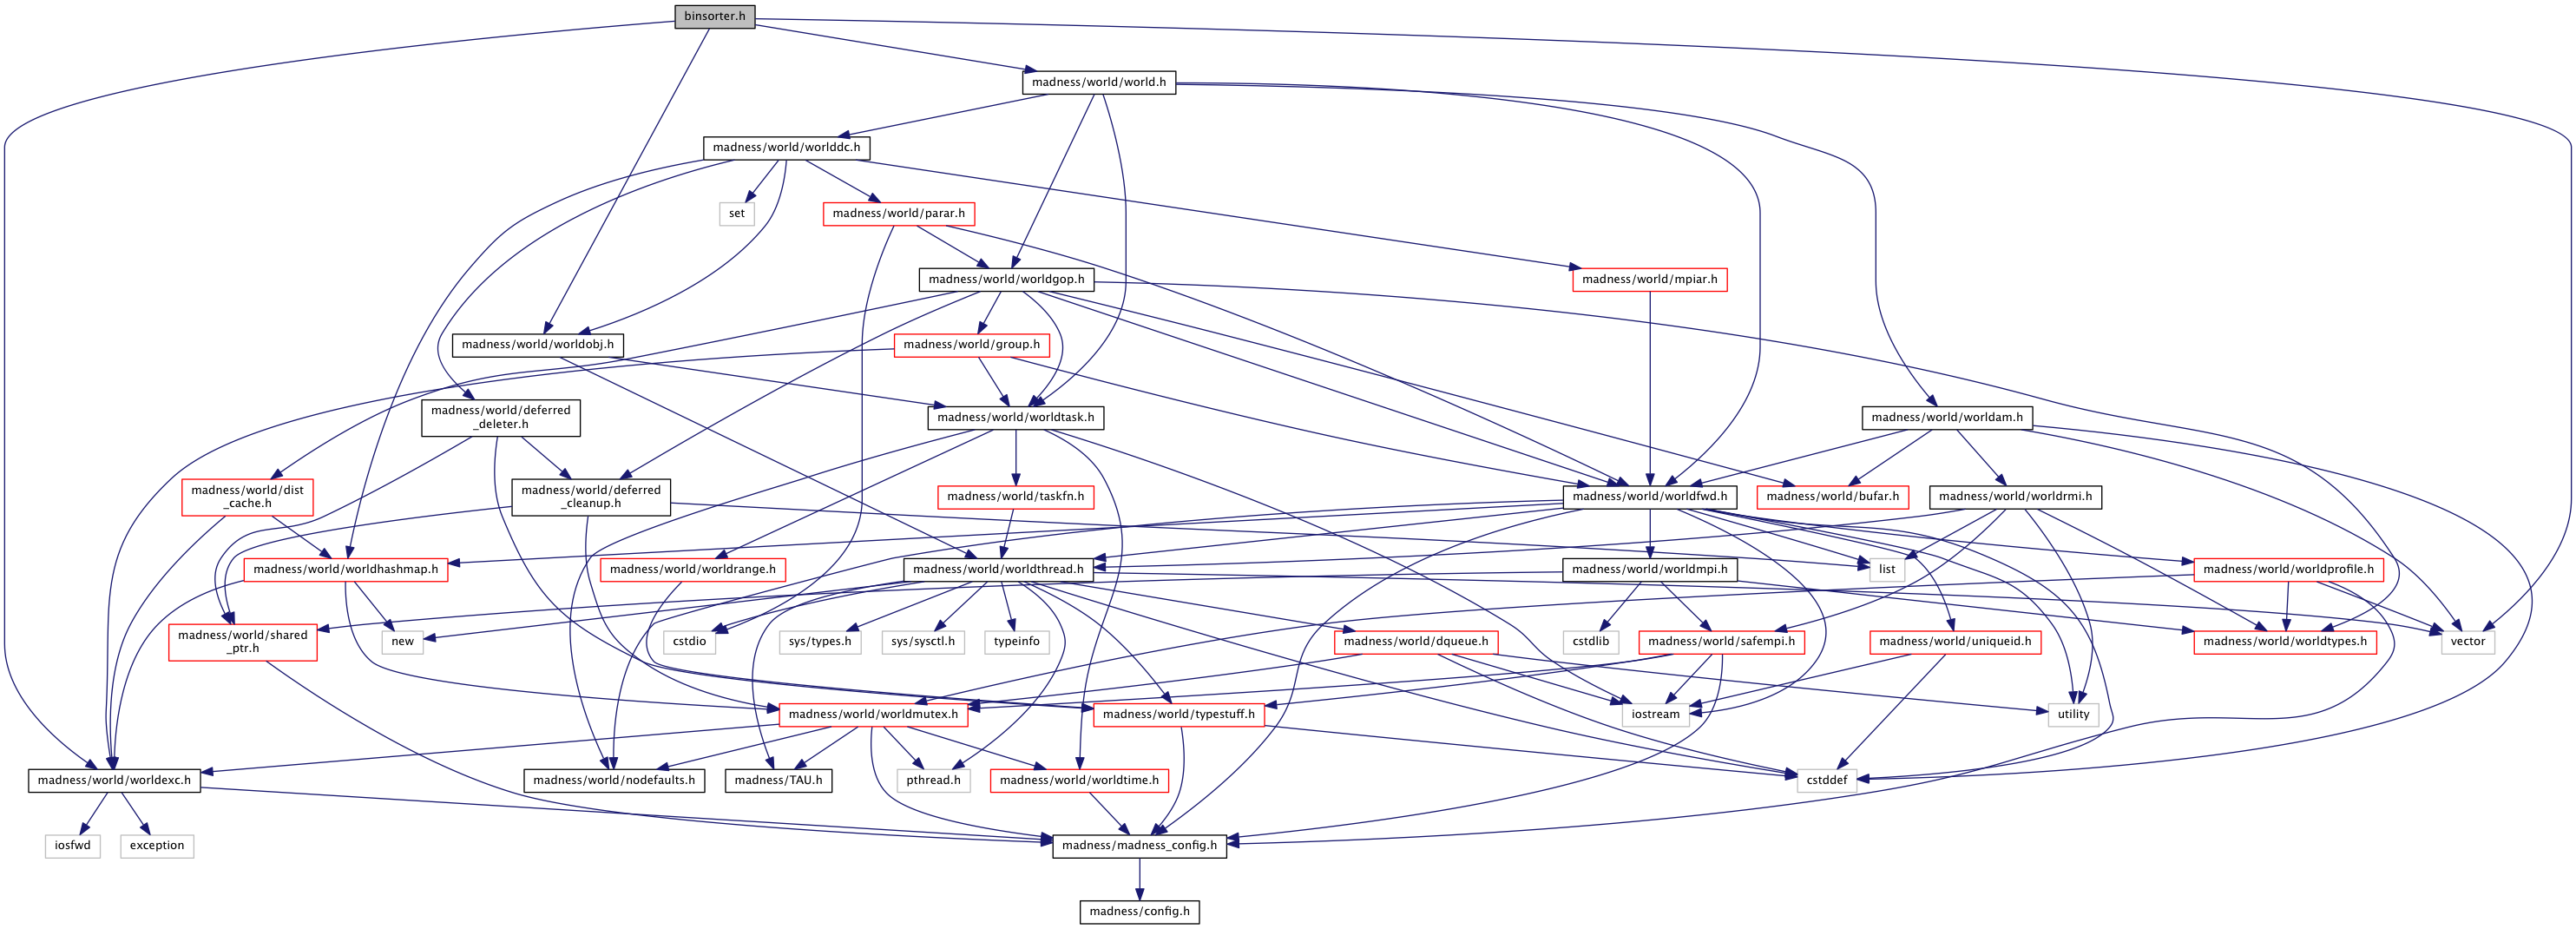 binsorter.h
madness/world/world.h
madness/world/worlddc.h
set
madness/world/parar.h
madness/world/worldgop.h
madness/world/mpiar.h
madness/world/worldobj.h
madness/world/group.h
madness/world/deferred
_deleter.h
madness/world/worldtask.h
madness/world/worldam.h
madness/world/dist
_cache.h
madness/world/deferred
_cleanup.h
madness/world/taskfn.h
madness/world/worldfwd.h
madness/world/bufar.h
madness/world/worldrmi.h
madness/world/worldhashmap.h
madness/world/worldrange.h
madness/world/worldthread.h
madness/world/worldmpi.h
list
madness/world/worldprofile.h
madness/world/shared
_ptr.h
new
cstdio
sys/types.h
sys/sysctl.h
typeinfo
madness/world/dqueue.h
cstdlib
madness/world/safempi.h
madness/world/uniqueid.h
madness/world/worldtypes.h
vector
madness/world/worldmutex.h
madness/world/typestuff.h
iostream
utility
madness/world/worldexc.h
madness/world/nodefaults.h
madness/TAU.h
pthread.h
madness/world/worldtime.h
cstddef
iosfwd
exception
madness/madness_config.h
madness/config.h